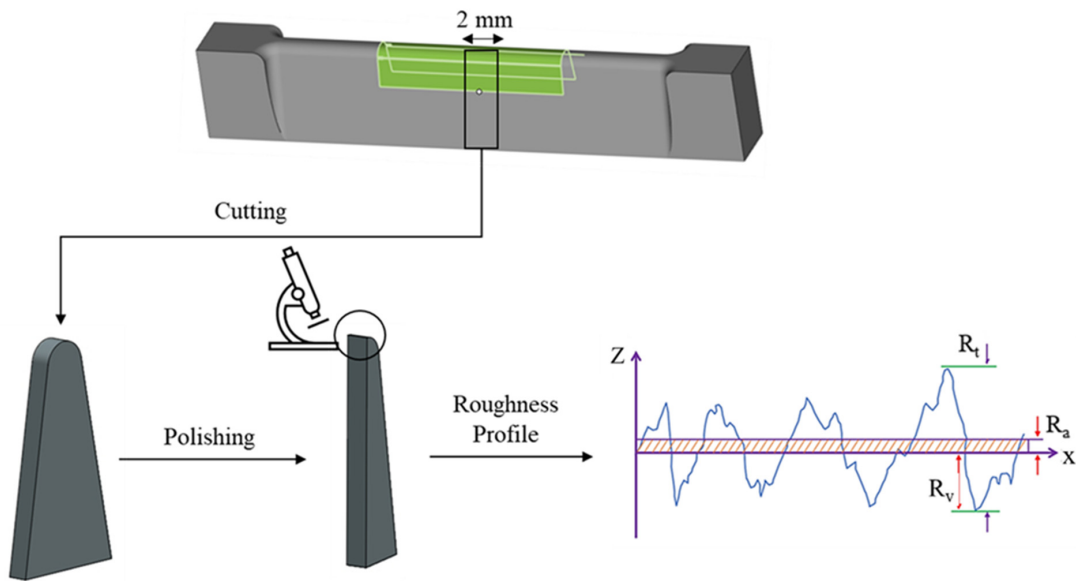 2 mm
Cutting
Polishing
Roughness
Profile
Z
Rt
Ra
x
Rv